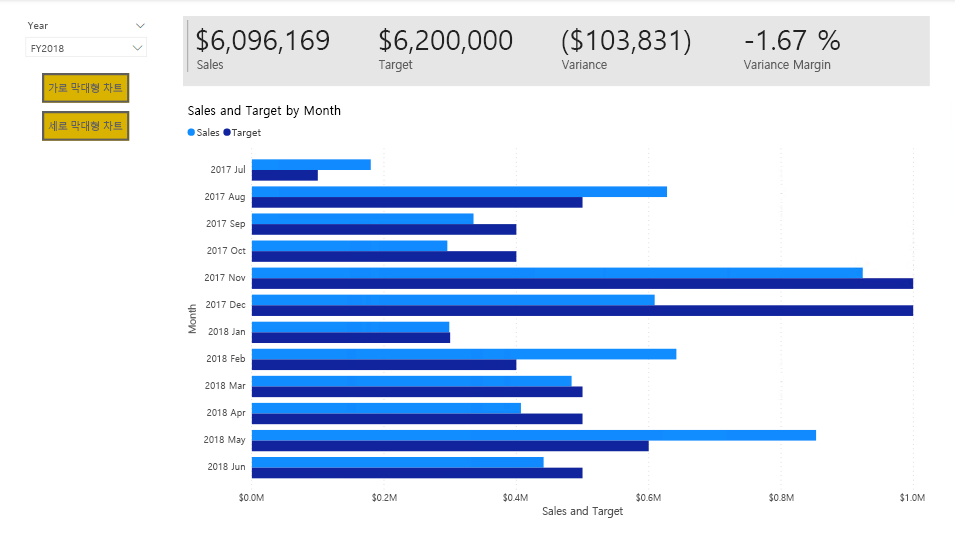 Year
FY2018
가로 막대형 차트
세로 막대형 차트
$6,096,169
Sales
$6,200,000
Target
($103,831)
Variance
-1.67 %
Variance Margin
Sales and Target by Month
Sales Target
Month
2017 Jul
2017 Aug
2017 Sep
2017 Oct
2017 Nov
2017 Dec
2018 Jan
2018 Feb
2018 Mar
2018 Apr
2018 May
2018 Jun
$0.0M $0.2M $0.4M $0.6M $0.8M $1.0M
Sales and Target